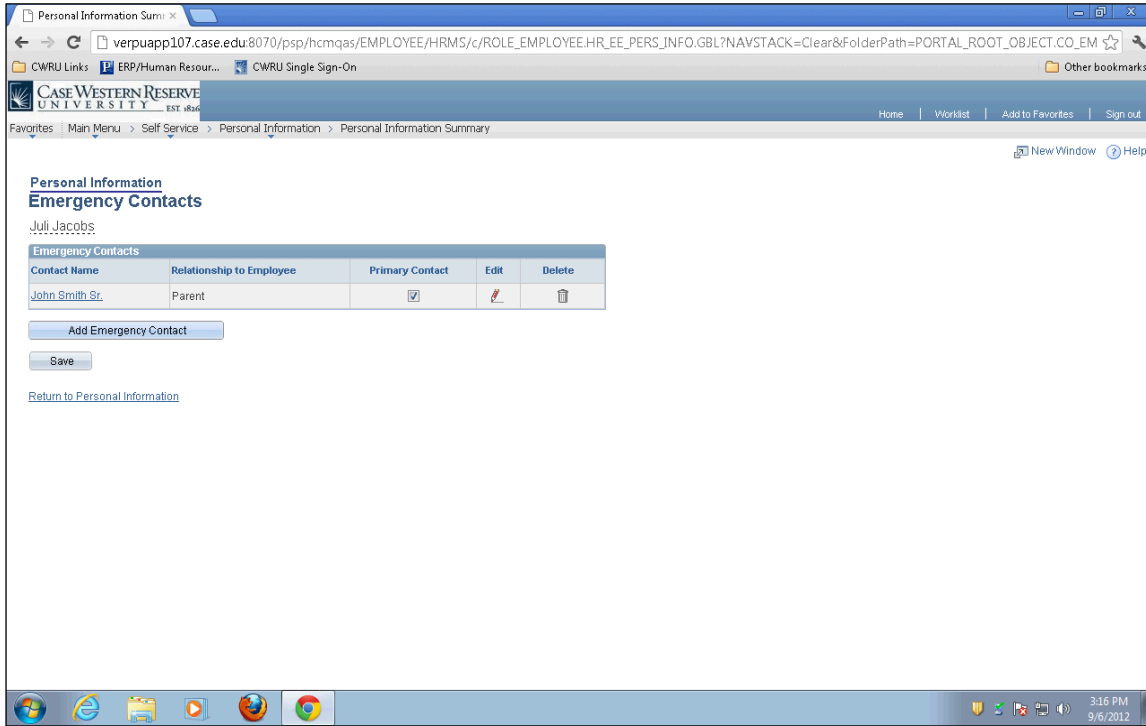 Personal Information Sum
verpuapp107.case.edu:8070/psp/hcmqas/EMPLOYEE/HRMS/c/ROLE_EMPLOYEE.HR_EE_PERS_INFO.GBL?NAVSTACK=Clear&FolderPath=PORTAL_ROOT_OBJECT.CO_EM
CWRU Links ERP/Human Resour... CWRU Single Sign-On Other bookmarks
CASE WESTERN RESERVE
UNIVERSITY EST. 1826
Home | Worklist | Add to Favorites | Sign out
Favorites Main Menu > Self Service > Personal Information > Personal Information Summary
New Window ? Help
Personal Information
Emergency Contacts
Juli Jacobs
Emergency Contacts
Contact Name Relationship to Employee Primary Contact Edit Delete
John Smith Sr. Parent
Add Emergency Contact
Save
Return to Personal Information
3:16 PM
9/6/2012